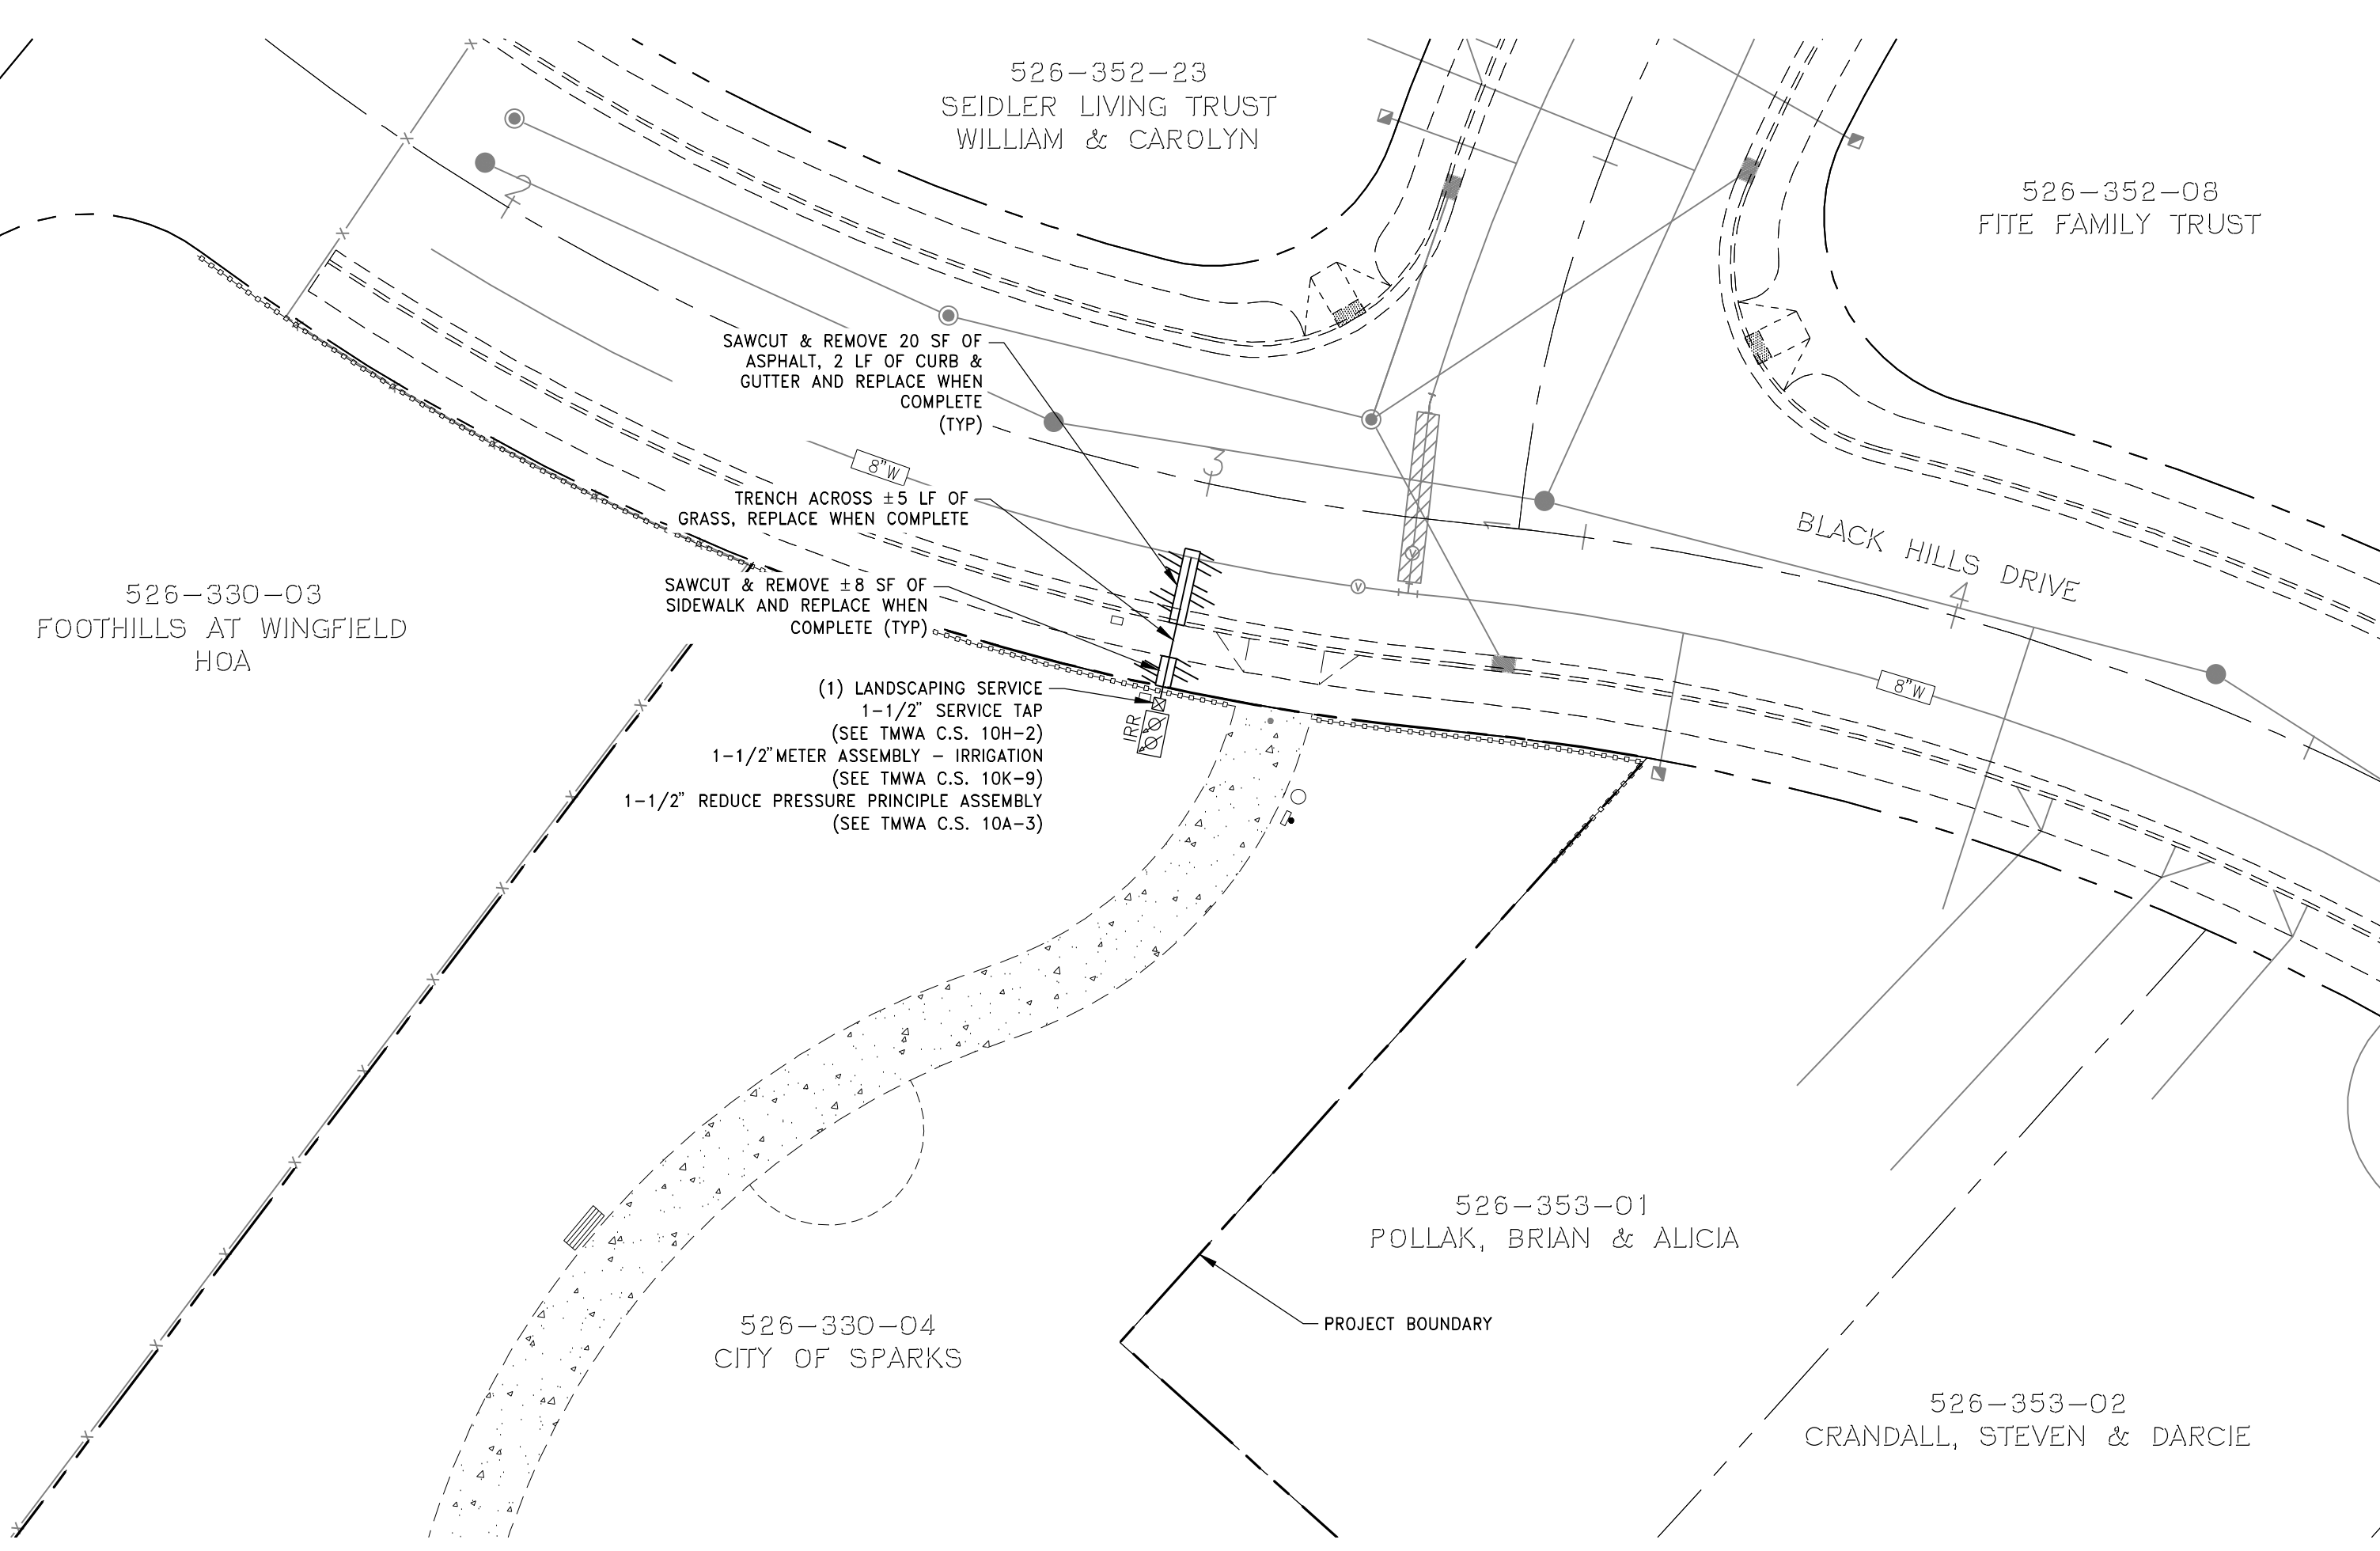 526-352-23
SEIDLER LIVING TRUST
WILLIAM & CAROLYN
526-352-08
FITE FAMILY TRUST
2
SAWCUT & REMOVE 20 SF OF
ASPHALT, 2 LF OF CURB &
GUTTER AND REPLACE WHEN
COMPLETE
(TYP)
8"W
3
TRENCH ACROSS ±5 LF OF
GRASS, REPLACE WHEN COMPLETE
BLACK HILLS DRIVE
4
V
V
SAWCUT & REMOVE ±8 SF OF
SIDEWALK AND REPLACE WHEN
COMPLETE (TYP)
526-330-03
FOOTHILLS AT WINGFIELD
HOA
8"W
(1) LANDSCAPING SERVICE
1-1/2" SERVICE TAP
(SEE TMWA C.S. 10H-2)
1-1/2"METER ASSEMBLY - IRRIGATION
(SEE TMWA C.S. 10K-9)
1-1/2" REDUCE PRESSURE PRINCIPLE ASSEMBLY
(SEE TMWA C.S. 10A-3)
IRR
526-353-01
POLLAK, BRIAN & ALICIA
PROJECT BOUNDARY
526-330-04
CITY OF SPARKS
526-353-02
CRANDALL, STEVEN & DARCIE